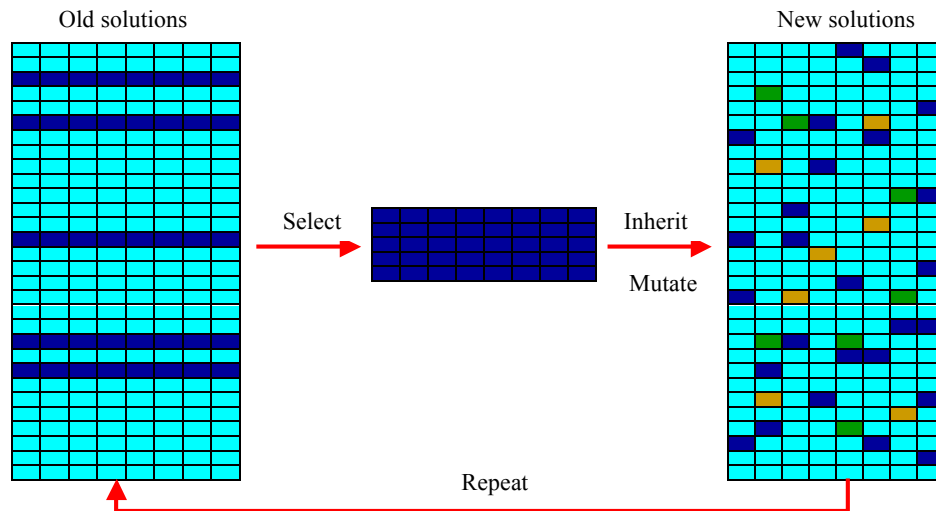 Old solutions
New solutions
Select
Inherit
Mutate
Repeat